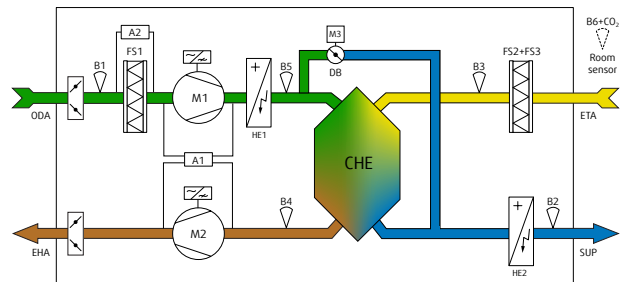 A2
FS1
B1
M1
HE1
B5
M3
DB
B3
FS2+FS3
B6+CO₂
Room
sensor
ODA
ETA
A1
CHE
M2
B4
B2
EHA
HE2
SUP